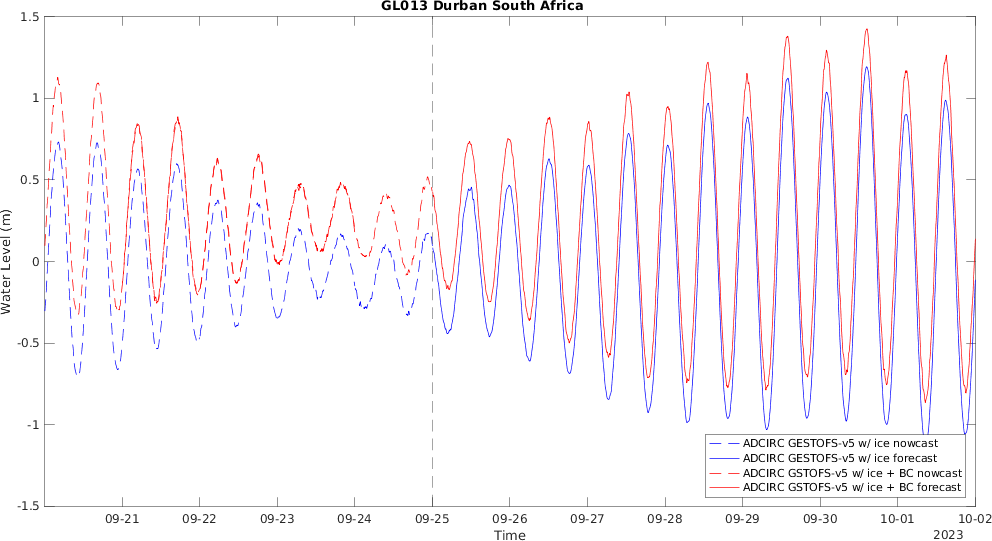 GL013 Durban South Africa
1.5
1
0.5
0
-0.5
-1
-1.5
Water Level (m)
ADCIRC GESTOFS-v5 w/ ice nowcast
ADCIRC GESTOFS-v5 w/ ice forecast
ADCIRC GSTOFS-v5 w/ ice + BC nowcast
ADCIRC GSTOFS-v5 w/ ice + BC forecast
09-21 09-22 09-23 09-24 09-25 09-26 09-27 09-28 09-29 09-30 10-01 10-02
Time
2023